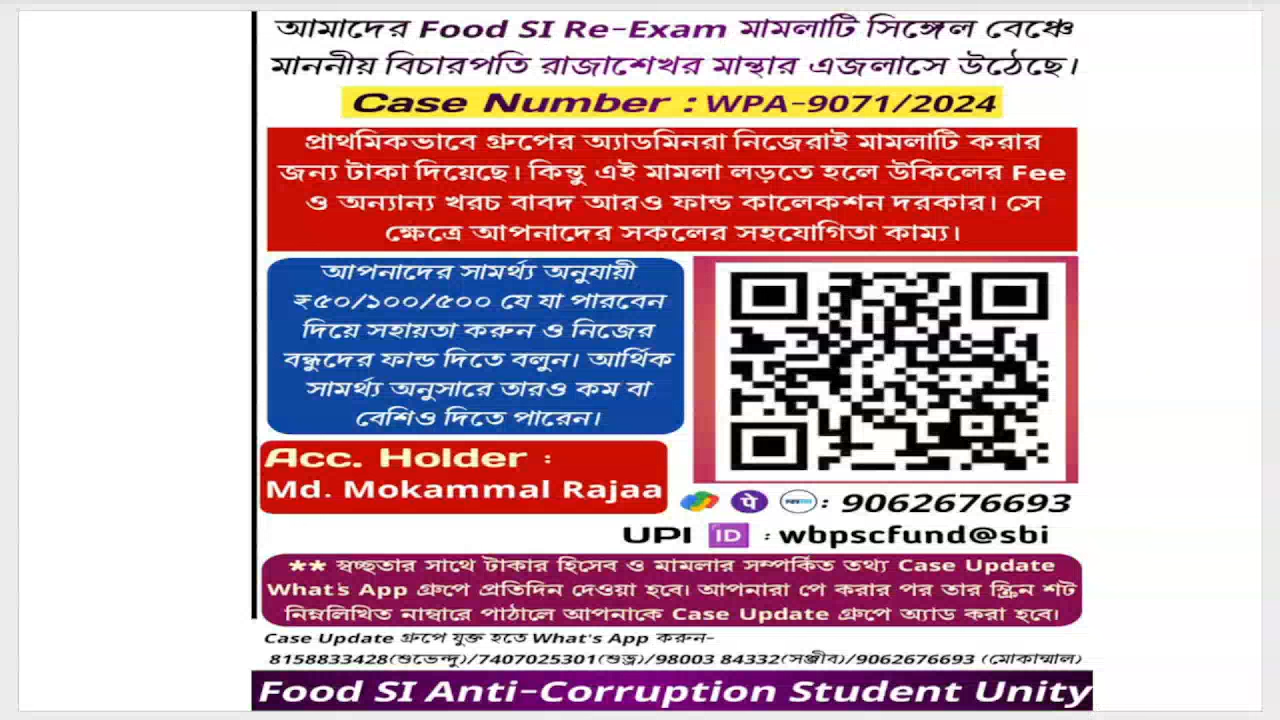 আমাদের Food SI Re-Exam মামলাটি সিঙ্গেল বেঞ্চে
মাননীয় বিচারপতি রাজাশেখর মান্থার এজলাসে উঠেছে।
Case Number : WPA-9071/2024
প্রাথমিকভাবে গ্রুপের অ্যাডমিনরা নিজেরাই মামলাটি করার
জন্য টাকা দিয়েছে। কিন্তু এই মামলা লড়তে হলে উকিলের Fee
ও অন্যান্য খরচ বাবদ আরও ফান্ড কালেকশন দরকার। সে
ক্ষেত্রে আপনাদের সকলের সহযোগিতা কাম্য।
আপনাদের সামর্থ্য অনুযায়ী
₹৫০/১০০/৫০০ যে যা পারবেন
দিয়ে সহায়তা করুন ও নিজের
বন্ধুদের ফান্ড দিতে বলুন। আর্থিক
সামর্থ্য অনুসারে তারও কম বা
বেশিও দিতে পারেন।
Acc. Holder :
Md. Mokammal Rajaa
পে : 9062676693
UPI ID : wbpscfund@sbi
** স্বচ্ছতার সাথে টাকার হিসেব ও মামলার সম্পর্কিত তথ্য Case Update
What's App গ্রুপে প্রতিদিন দেওয়া হবে। আপনারা পে করার পর তার স্ক্রিন শট
নিম্নলিখিত নাম্বারে পাঠালে আপনাকে Case Update গ্রুপে অ্যাড করা হবে।
Case Update গ্রুপে যুক্ত হতে What's App করুন-
8158833428(শুভেন্দু)/7407025301(শুভ্র)/98003 84332(সঞ্জীব)/9062676693 (মোকাম্মাল)
Food SI Anti-Corruption Student Unity